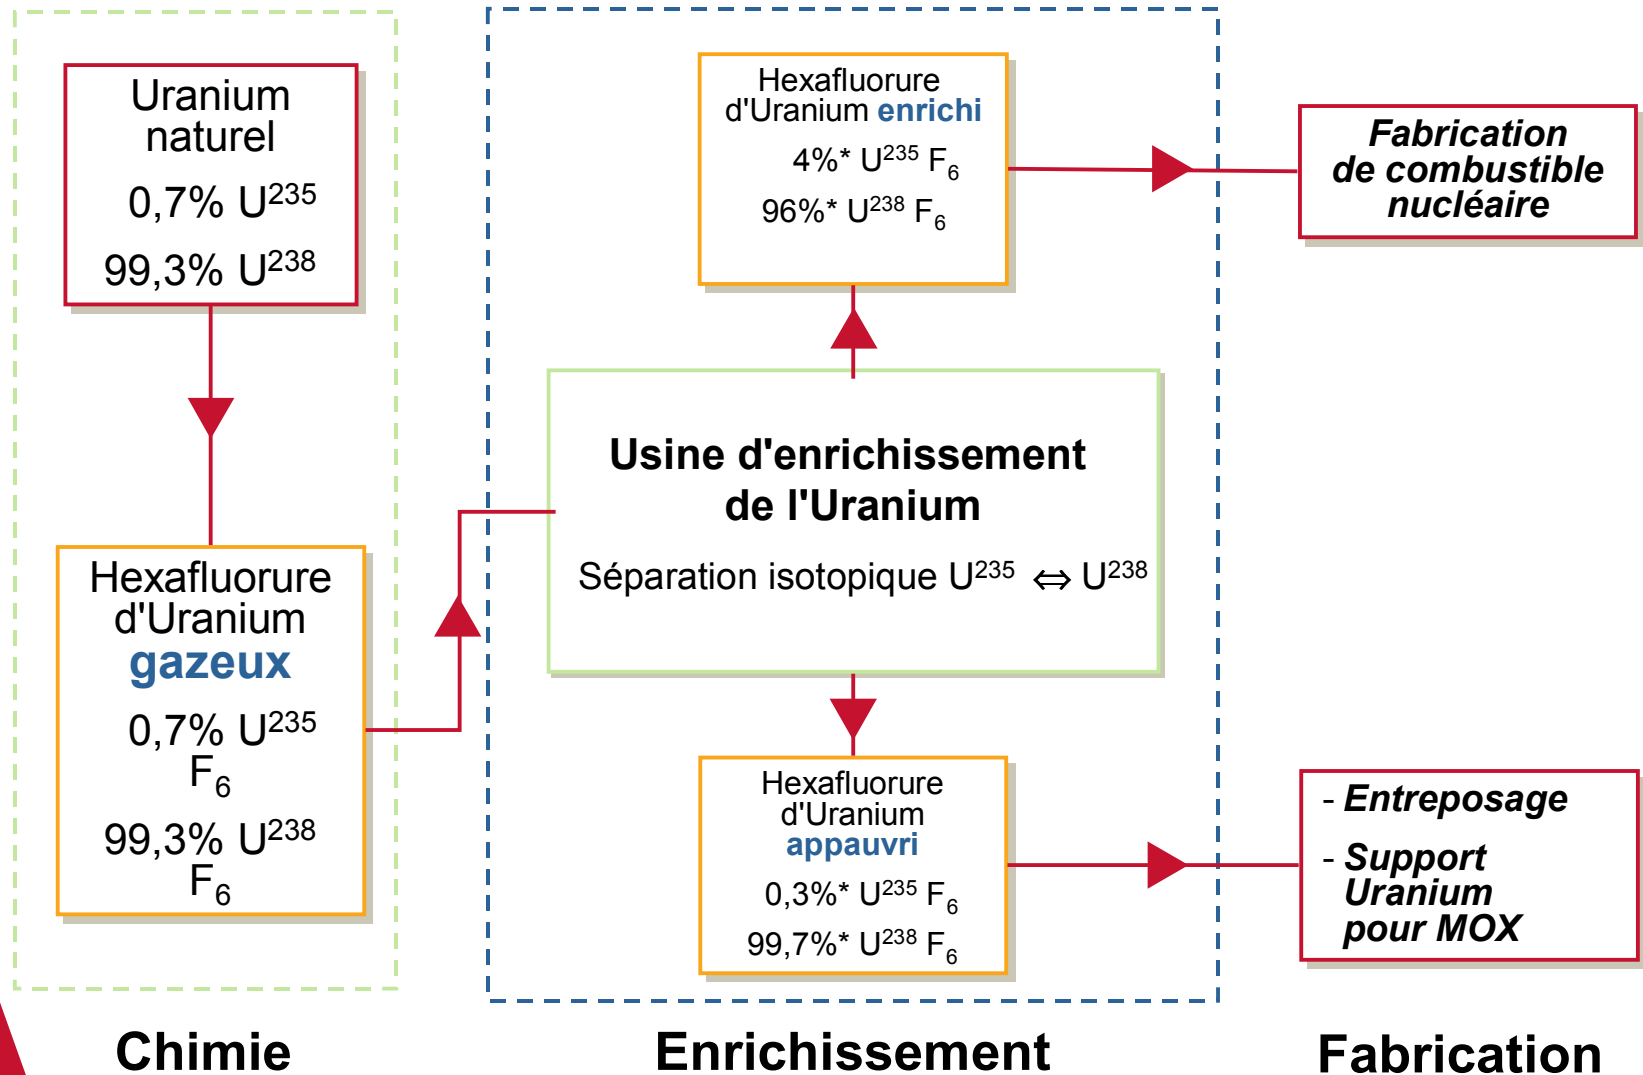 Uranium
naturel
0,7% U²³⁵
99,3% U²³⁸
Hexafluorure
d'Uranium
gazeux
0,7% U²³⁵
F₆
99,3% U²³⁸
F₆
Chimie
Hexafluorure
d'Uranium enrichi
4%* U²³⁵ F₆
96%* U²³⁸ F₆
Usine d'enrichissement
de l'Uranium
Séparation isotopique U²³⁵ ⇔ U²³⁸
Hexafluorure
d'Uranium
appauvri
0,3%* U²³⁵ F₆
99,7%* U²³⁸ F₆
Enrichissement
Fabrication
de combustible
nucléaire
- Entreposage
- Support
Uranium
pour MOX
Fabrication